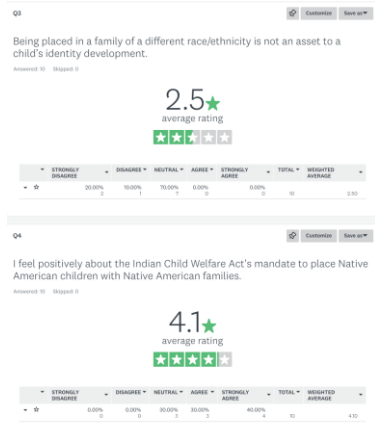 Q3
Customize Save as
Being placed in a family of a different race/ethnicity is not an asset to a
child's identity development.
Answered: 10 Skipped: 0
2.5
average rating
STRONGLY DISAGREE DISAGREE NEUTRAL AGREE STRONGLY AGREE TOTAL WEIGHTED AVERAGE
20.00% 10.00% 70.00% 0.00% 0.00%
2 1 7 0 0 10 2.50
Q4
Customize Save as
I feel positively about the Indian Child Welfare Act's mandate to place Native
American children with Native American families.
Answered: 10 Skipped: 0
4.1
average rating
STRONGLY DISAGREE DISAGREE NEUTRAL AGREE STRONGLY AGREE TOTAL WEIGHTED AVERAGE
0.00% 0.00% 30.00% 30.00% 40.00%
0 0 3 3 4 10 4.10